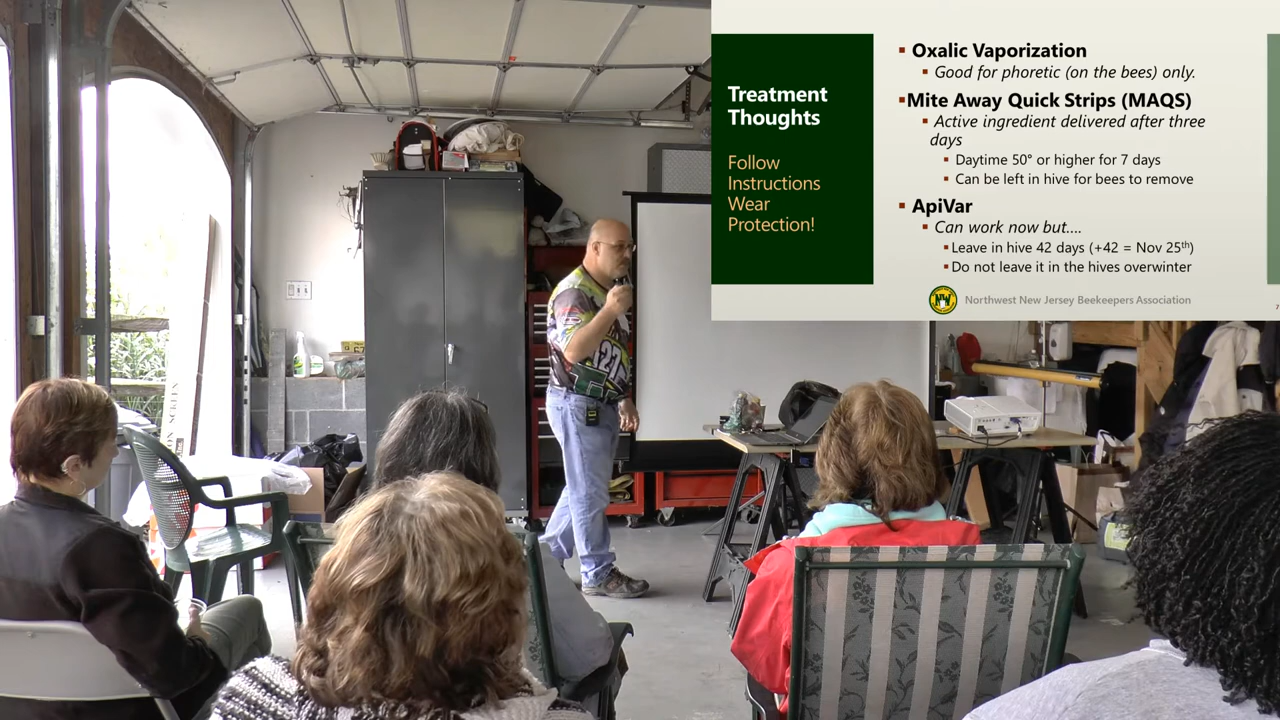 Treatment
Thoughts
Follow
Instructions
Wear
Protection!
▪ Oxalic Vaporization
▪ Good for phoretic (on the bees) only.
▪Mite Away Quick Strips (MAQS)
▪ Active ingredient delivered after three
days
▪ Daytime 50° or higher for 7 days
▪ Can be left in hive for bees to remove
▪ ApiVar
▪ Can work now but....
▪ Leave in hive 42 days (+42 = Nov 25th)
▪ Do not leave it in the hives overwinter
NW
Northwest New Jersey Beekeepers Association
7